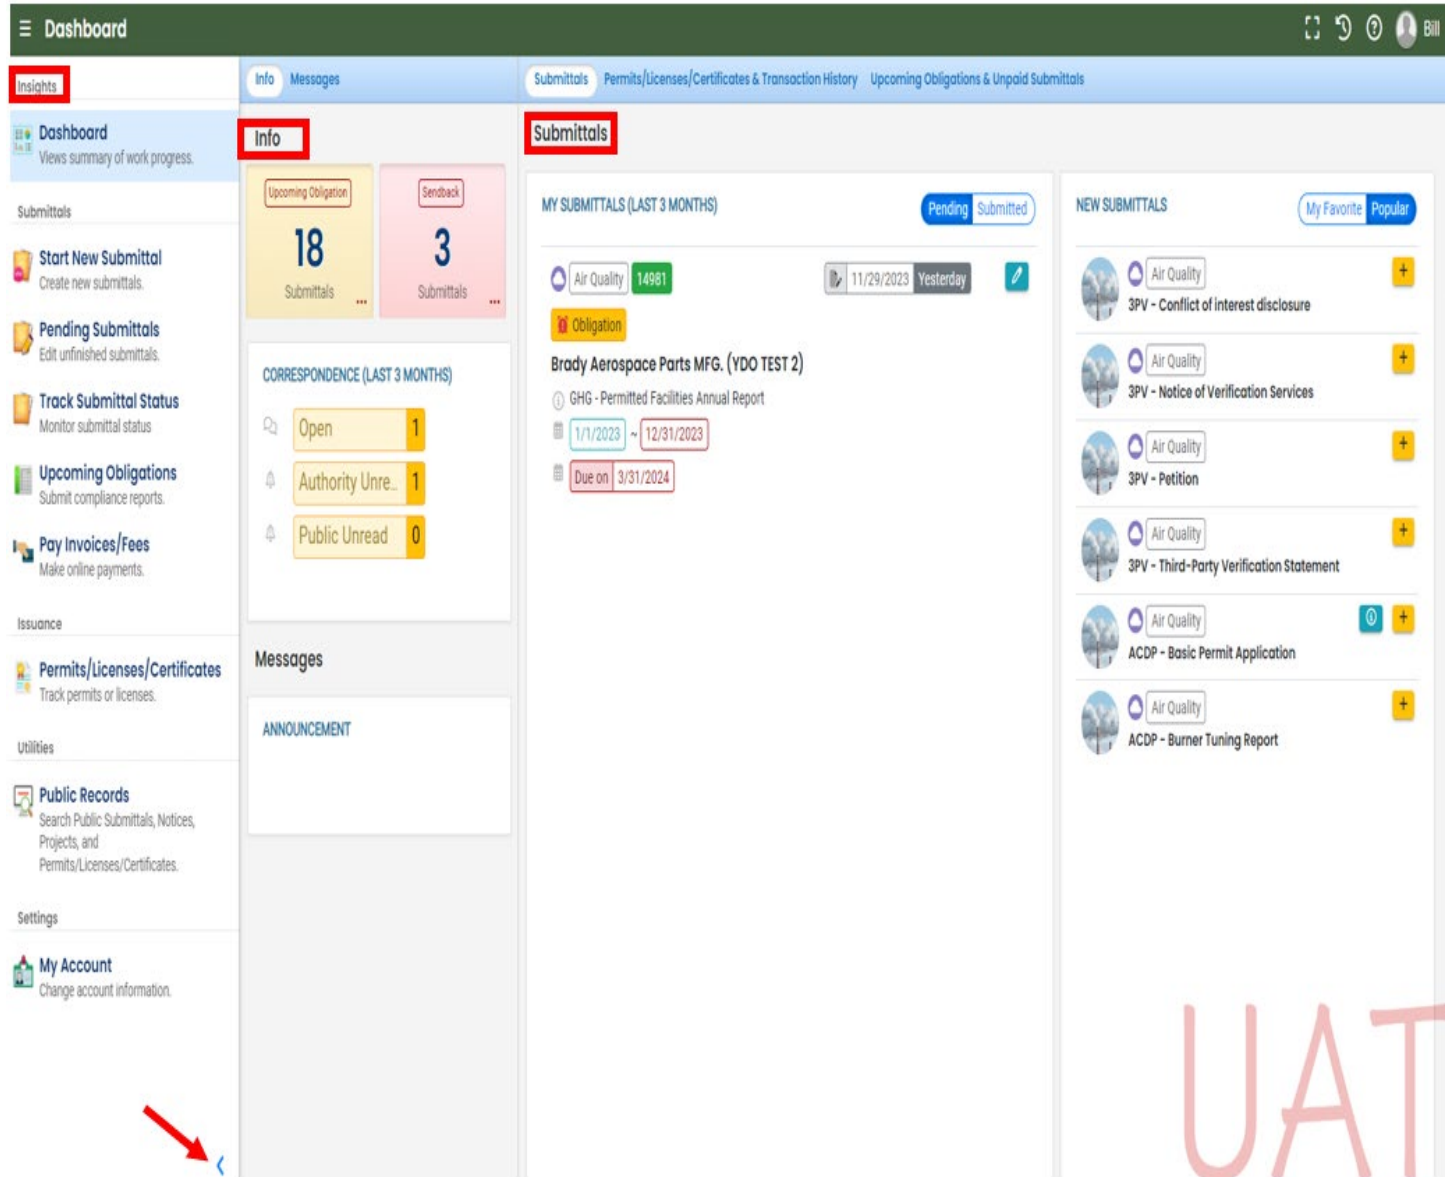 Dashboard
Bill
Insights
Dashboard
Views summary of work progress.
Submittals
Start New Submittal
Create new submittals.
Pending Submittals
Edit unfinished submittals.
Track Submittal Status
Monitor submittal status
Upcoming Obligations
Submit compliance reports.
Pay Invoices/Fees
Make online payments.
Issuance
Permits/Licenses/Certificates
Track permits or licenses.
Utilities
Public Records
Search Public Submittals, Notices,
Projects, and
Permits/Licenses/Certificates.
Settings
My Account
Change account information.
Info Messages
Info
Upcoming Obligation
18
Submittals
...
Sendback
3
Submittals
...
CORRESPONDENCE (LAST 3 MONTHS)
Open 1
Authority Unre... 1
Public Unread 0
Messages
ANNOUNCEMENT
Submittals Permits/Licenses/Certificates & Transaction History Upcoming Obligations & Unpaid Submittals
Submittals
MY SUBMITTALS (LAST 3 MONTHS) Pending Submitted
Air Quality 14981 11/29/2023 Yesterday
Obligation
Brady Aerospace Parts MFG. (YDO TEST 2)
GHG - Permitted Facilities Annual Report
1/1/2023 ~ 12/31/2023
Due on 3/31/2024
NEW SUBMITTALS My Favorite Popular
Air Quality +
3PV - Conflict of interest disclosure
Air Quality +
3PV - Notice of Verification Services
Air Quality +
3PV - Petition
Air Quality +
3PV - Third-Party Verification Statement
Air Quality +
ACDP - Basic Permit Application
Air Quality +
ACDP - Burner Tuning Report
UAT